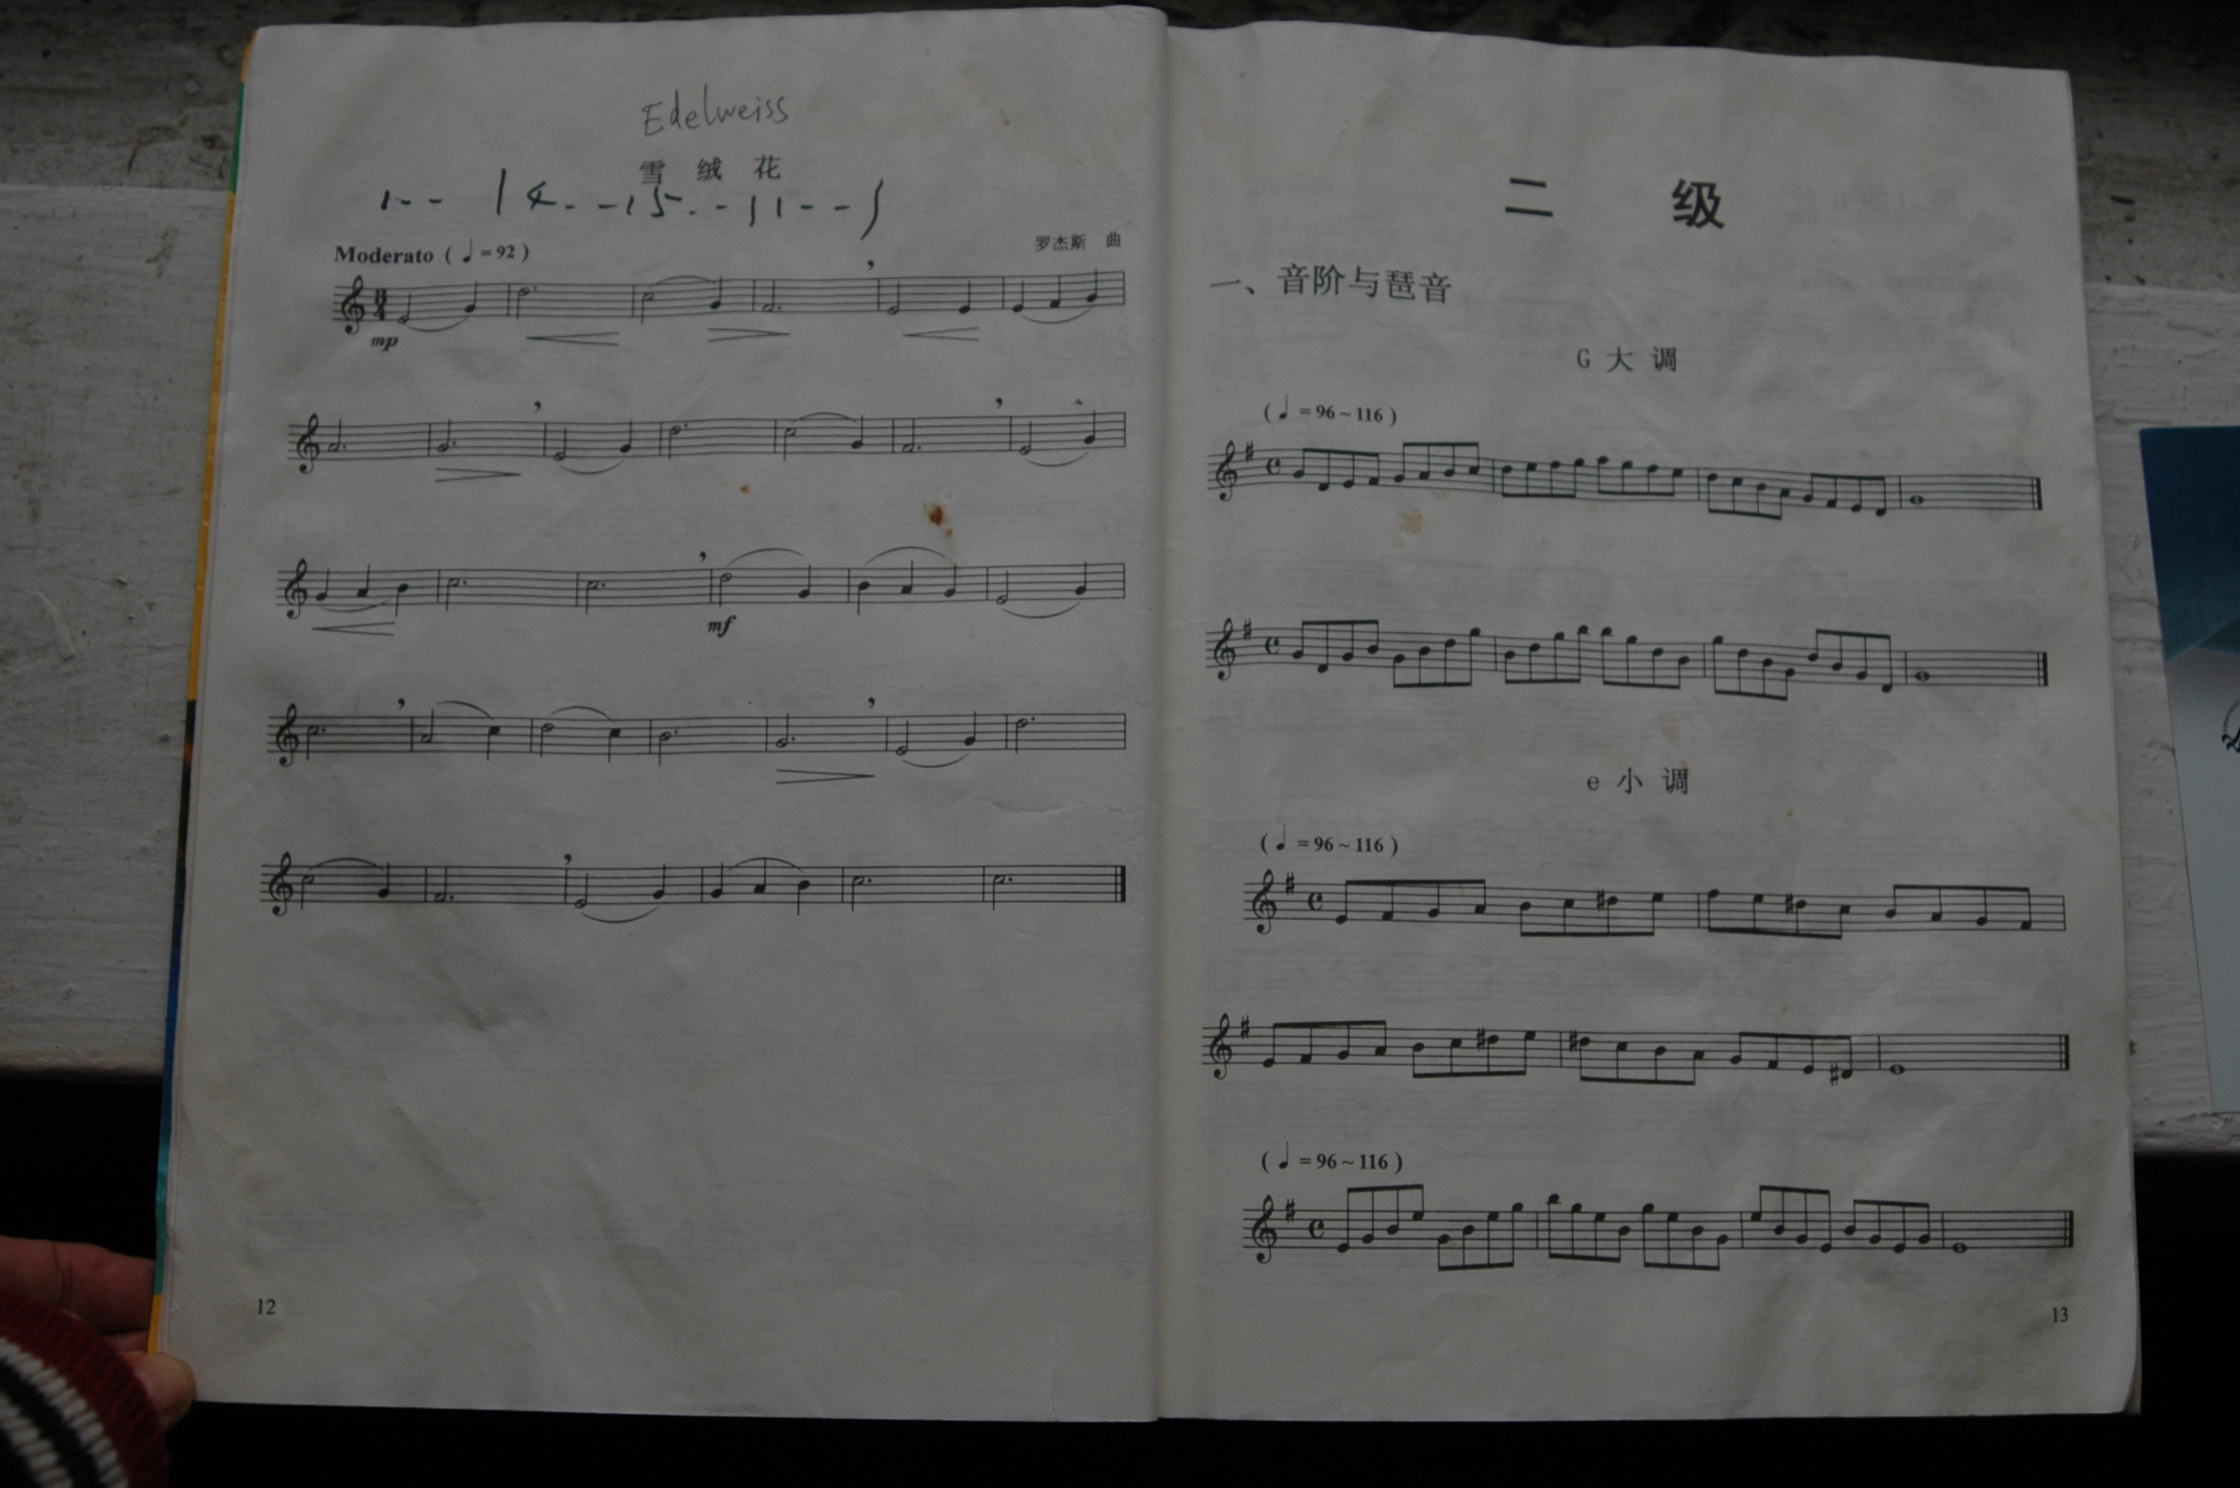 Edelweiss
雪 绒 花
1 - - | 4 - - | 5 - - | 1 - - |
Moderato ( ♩ = 92 )
罗杰斯 曲
mp
mf
12
二 级
一、音阶与琶音
G 大 调
( ♩ = 96 ~ 116 )
e 小 调
( ♩ = 96 ~ 116 )
( ♩ = 96 ~ 116 )
13